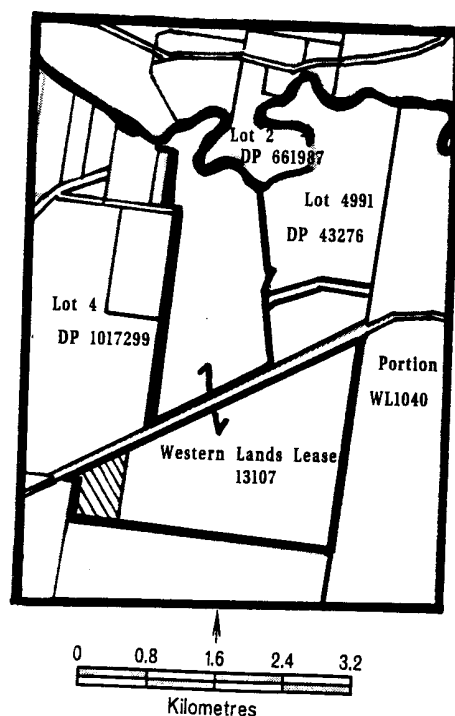 Lot 2
DP 661987
Lot 4991
DP 43276
Lot 4
DP 1017299
Portion
WL1040
Western Lands Lease
13107
0 0.8 1.6 2.4 3.2
Kilometres